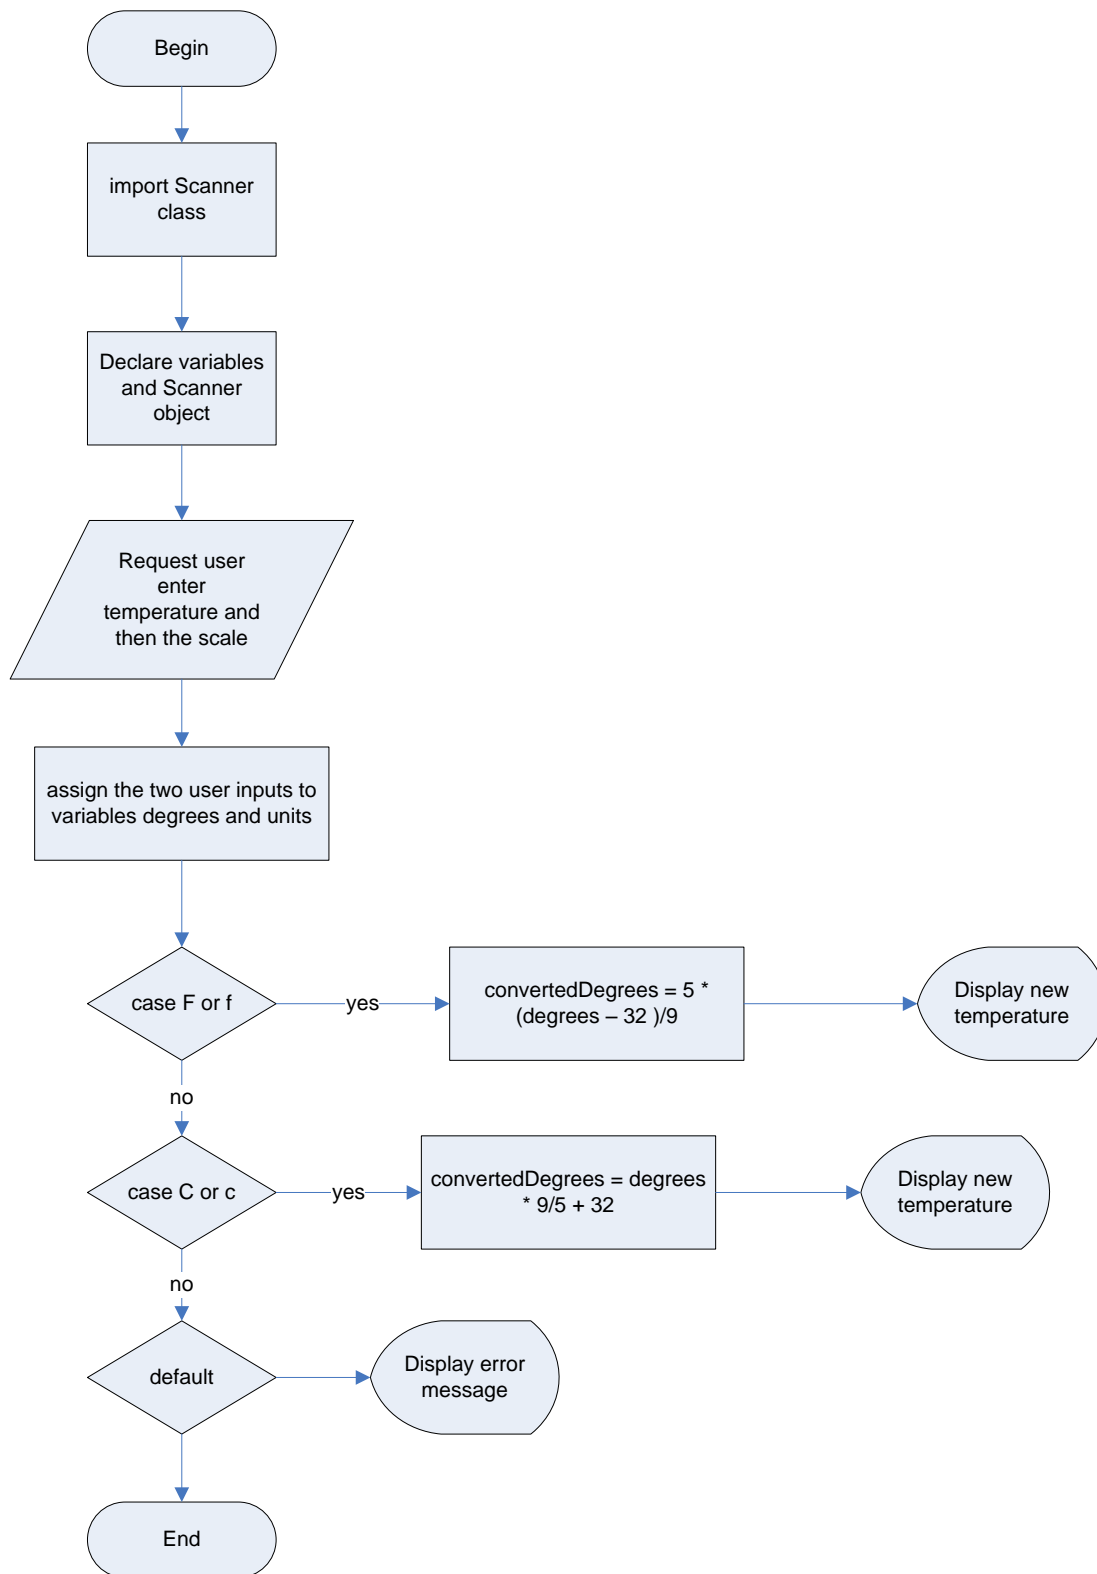 Begin
import Scanner
class
Declare variables
and Scanner
object
Request user
enter
temperature and
then the scale
assign the two user inputs to
variables degrees and units
case F or f
yes
convertedDegrees = 5 *
(degrees – 32 )/9
Display new
temperature
no
case C or c
yes
convertedDegrees = degrees
* 9/5 + 32
Display new
temperature
no
default
Display error
message
End